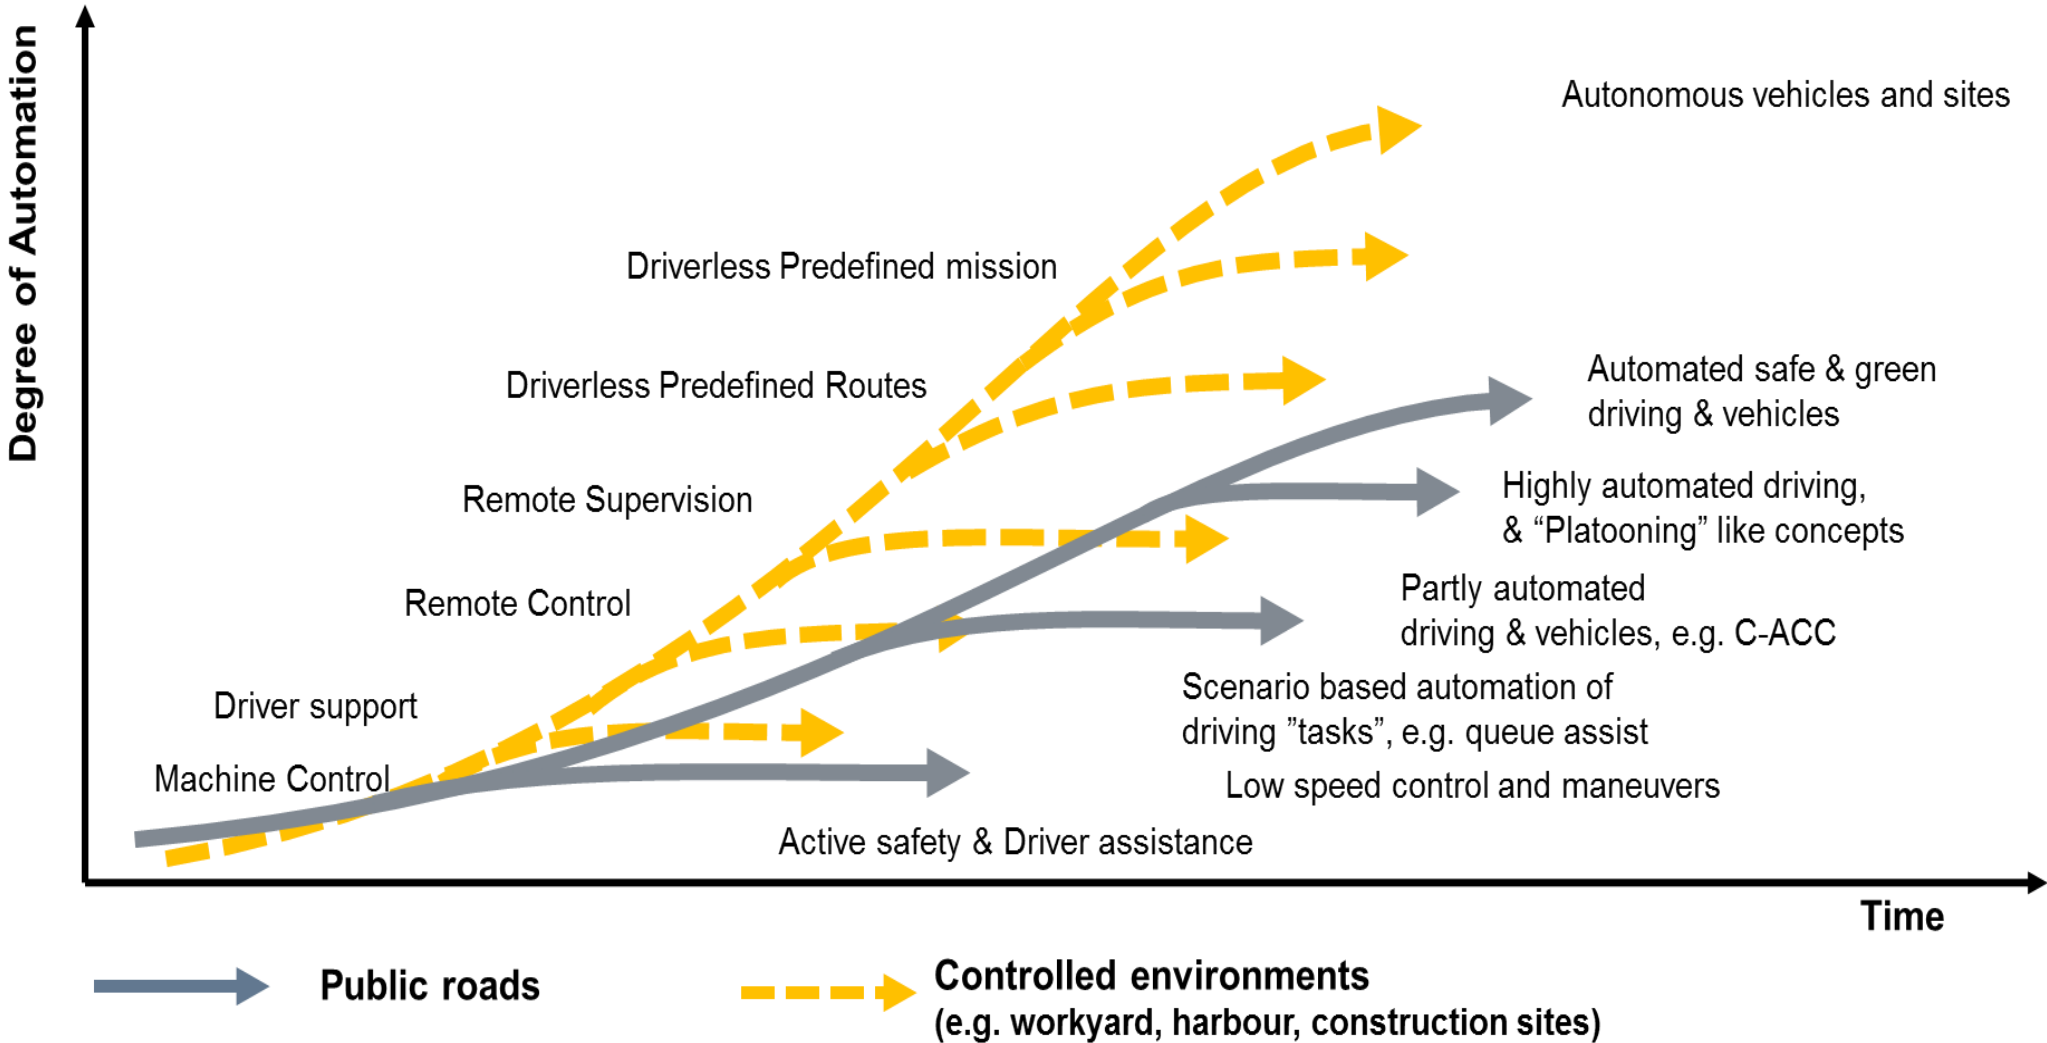 Degree of Automation
Autonomous vehicles and sites
Driverless Predefined mission
Driverless Predefined Routes
Automated safe & green
driving & vehicles
Remote Supervision
Highly automated driving,
& “Platooning” like concepts
Remote Control
Partly automated
driving & vehicles, e.g. C-ACC
Driver support
Scenario based automation of
driving ”tasks”, e.g. queue assist
Machine Control
Low speed control and maneuvers
Active safety & Driver assistance
Time
Public roads
Controlled environments
(e.g. workyard, harbour, construction sites)